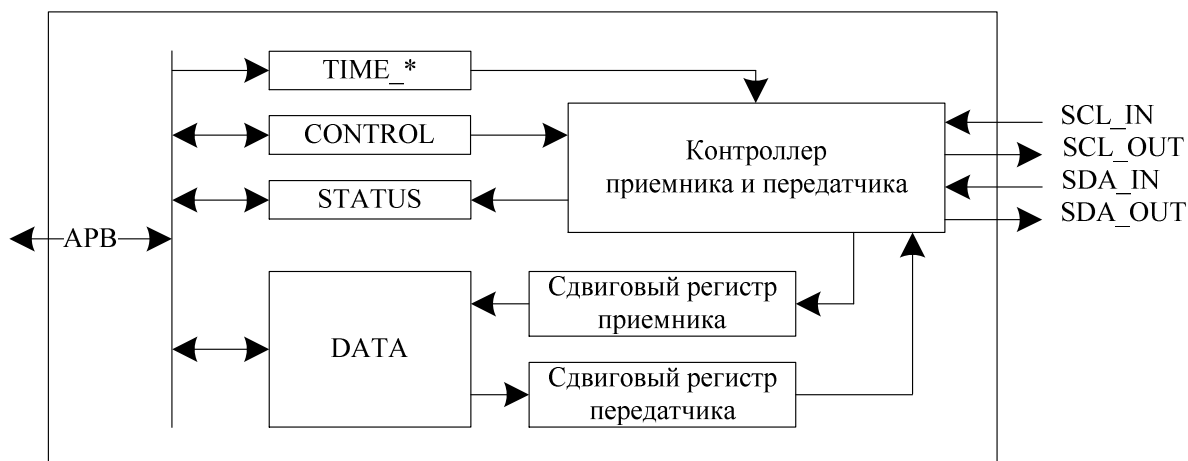 TIME_*
CONTROL
STATUS
APB
DATA
Контроллер
приемника и передатчика
SCL_IN
SCL_OUT
SDA_IN
SDA_OUT
Сдвиговый регистр
приемника
Сдвиговый регистр
передатчика